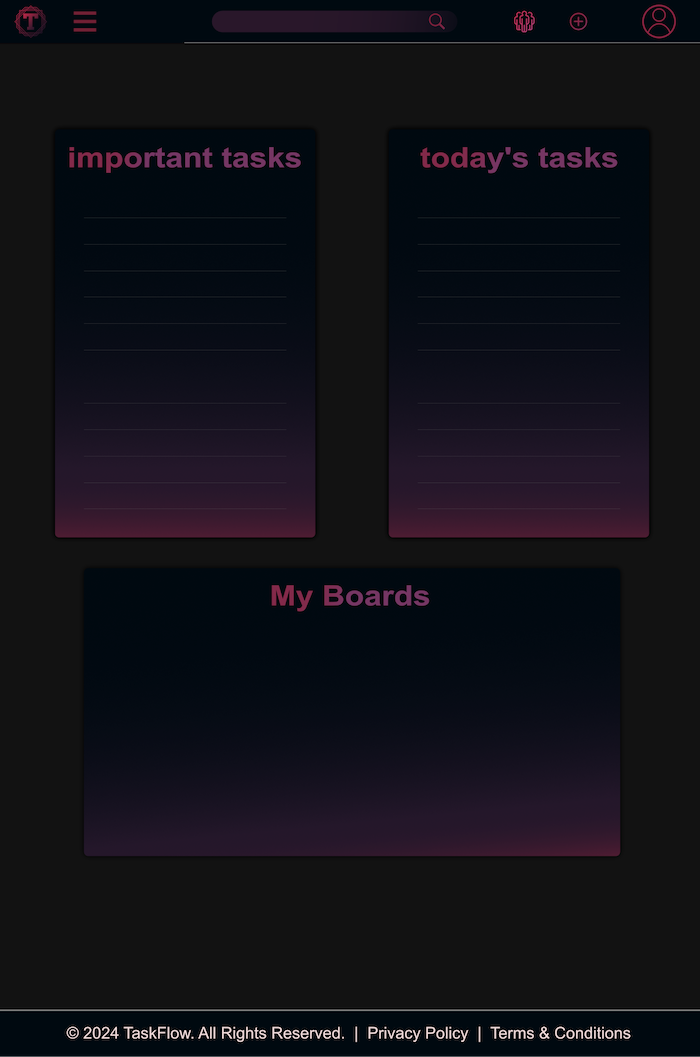 T
important tasks
today's tasks
My Boards
© 2024 TaskFlow. All Rights Reserved. | Privacy Policy | Terms & Conditions